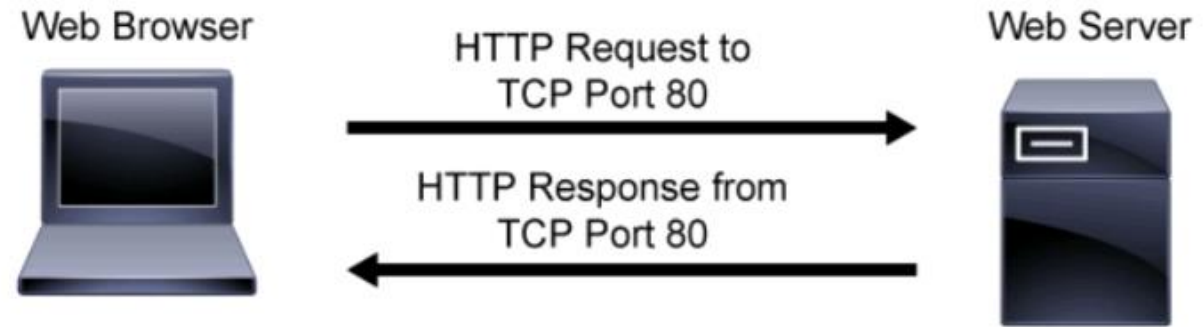 Web Browser
Web Server
HTTP Request to
TCP Port 80
HTTP Response from
TCP Port 80